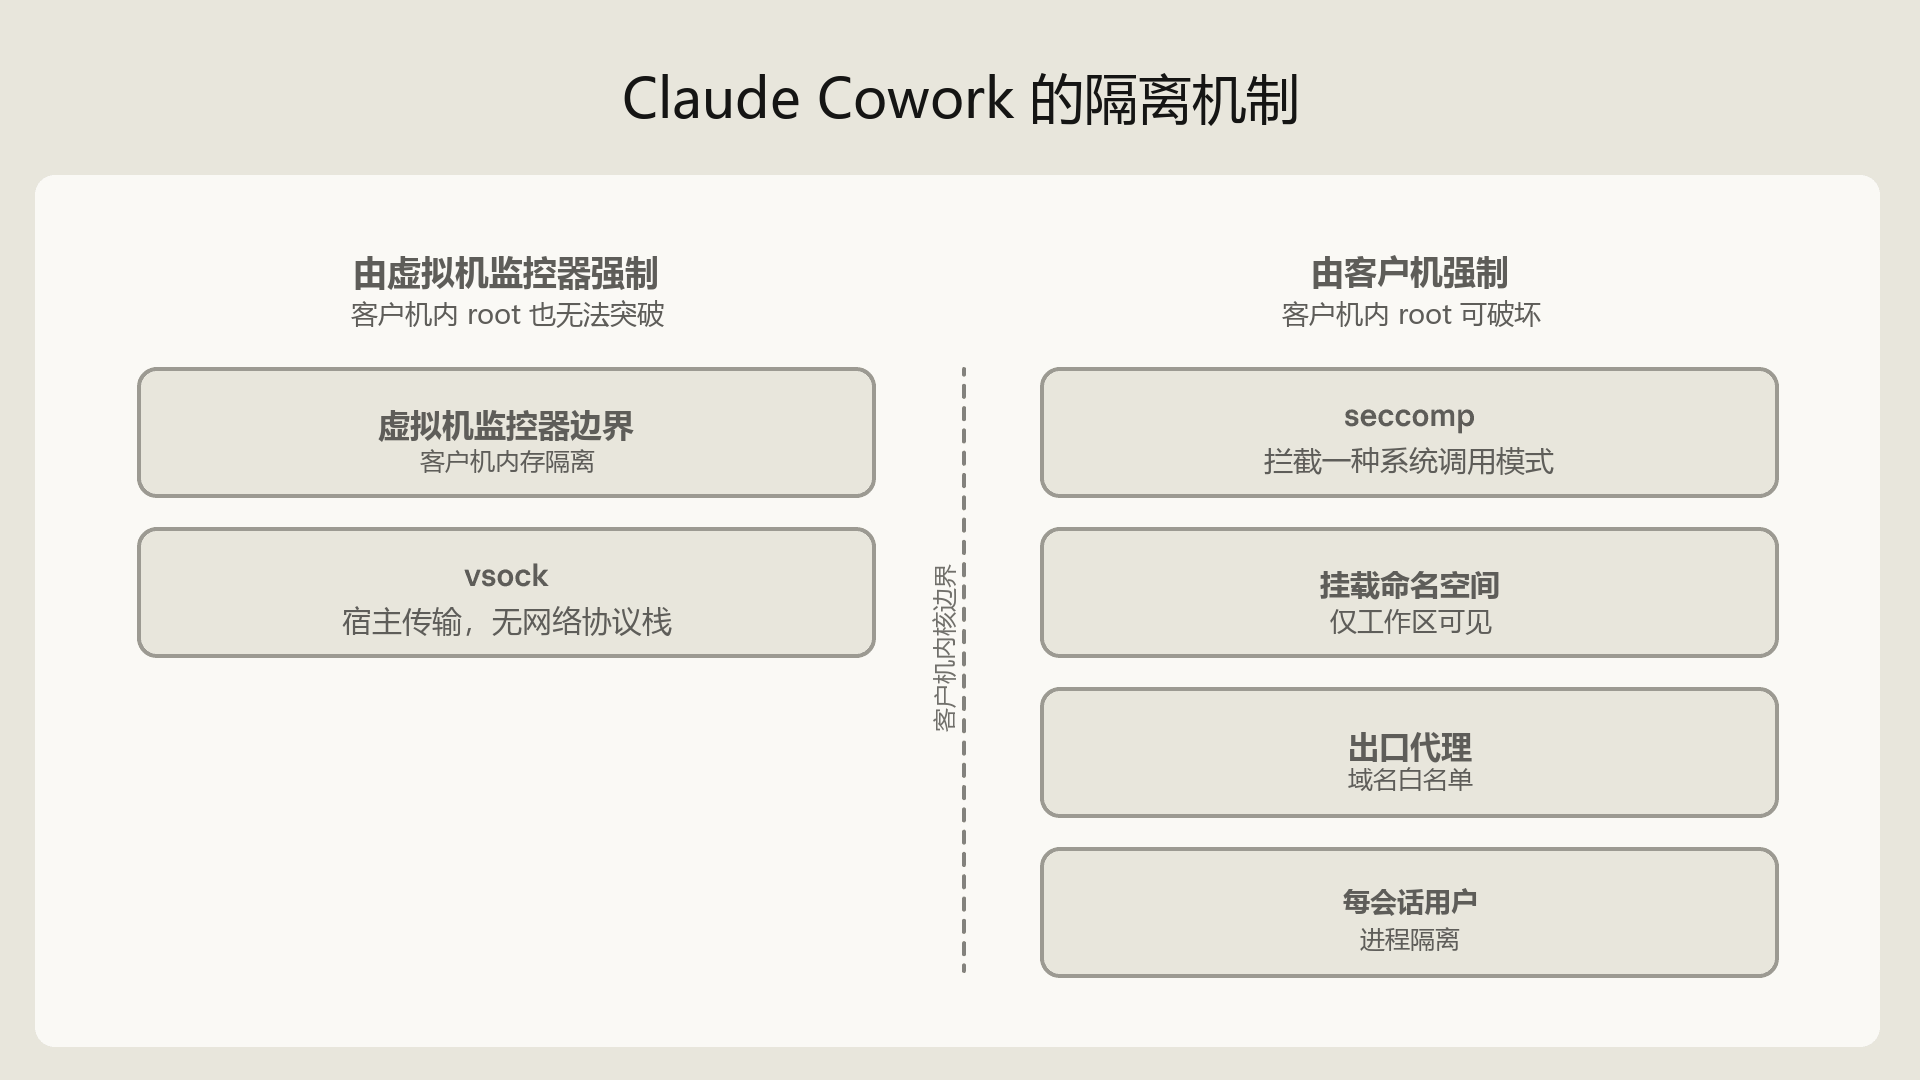 Claude Cowork 的隔离机制
由虚拟机监控器强制
客户机内 root 也无法突破
虚拟机监控器边界
客户机内存隔离
vsock
宿主传输，无网络协议栈
客户机内核边界
由客户机强制
客户机内 root 可破坏
seccomp
拦截一种系统调用模式
挂载命名空间
仅工作区可见
出口代理
域名白名单
每会话用户
进程隔离